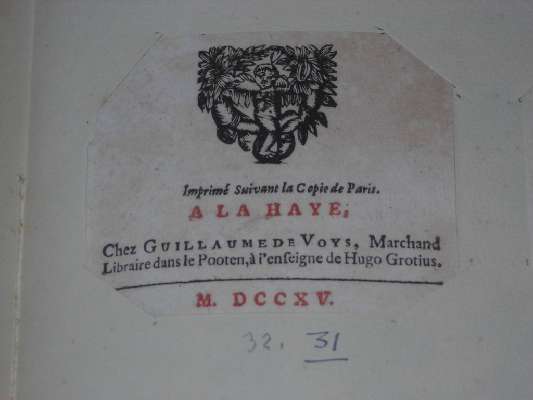 Imprimé Suivant la Copie de Paris.
A LA HAYE,
Chez GUILLAUME DE VOYS, Marchand
Libraire dans le Pooten, à l'enseigne de Hugo Grotius.
M. DCCXV.
32. 31